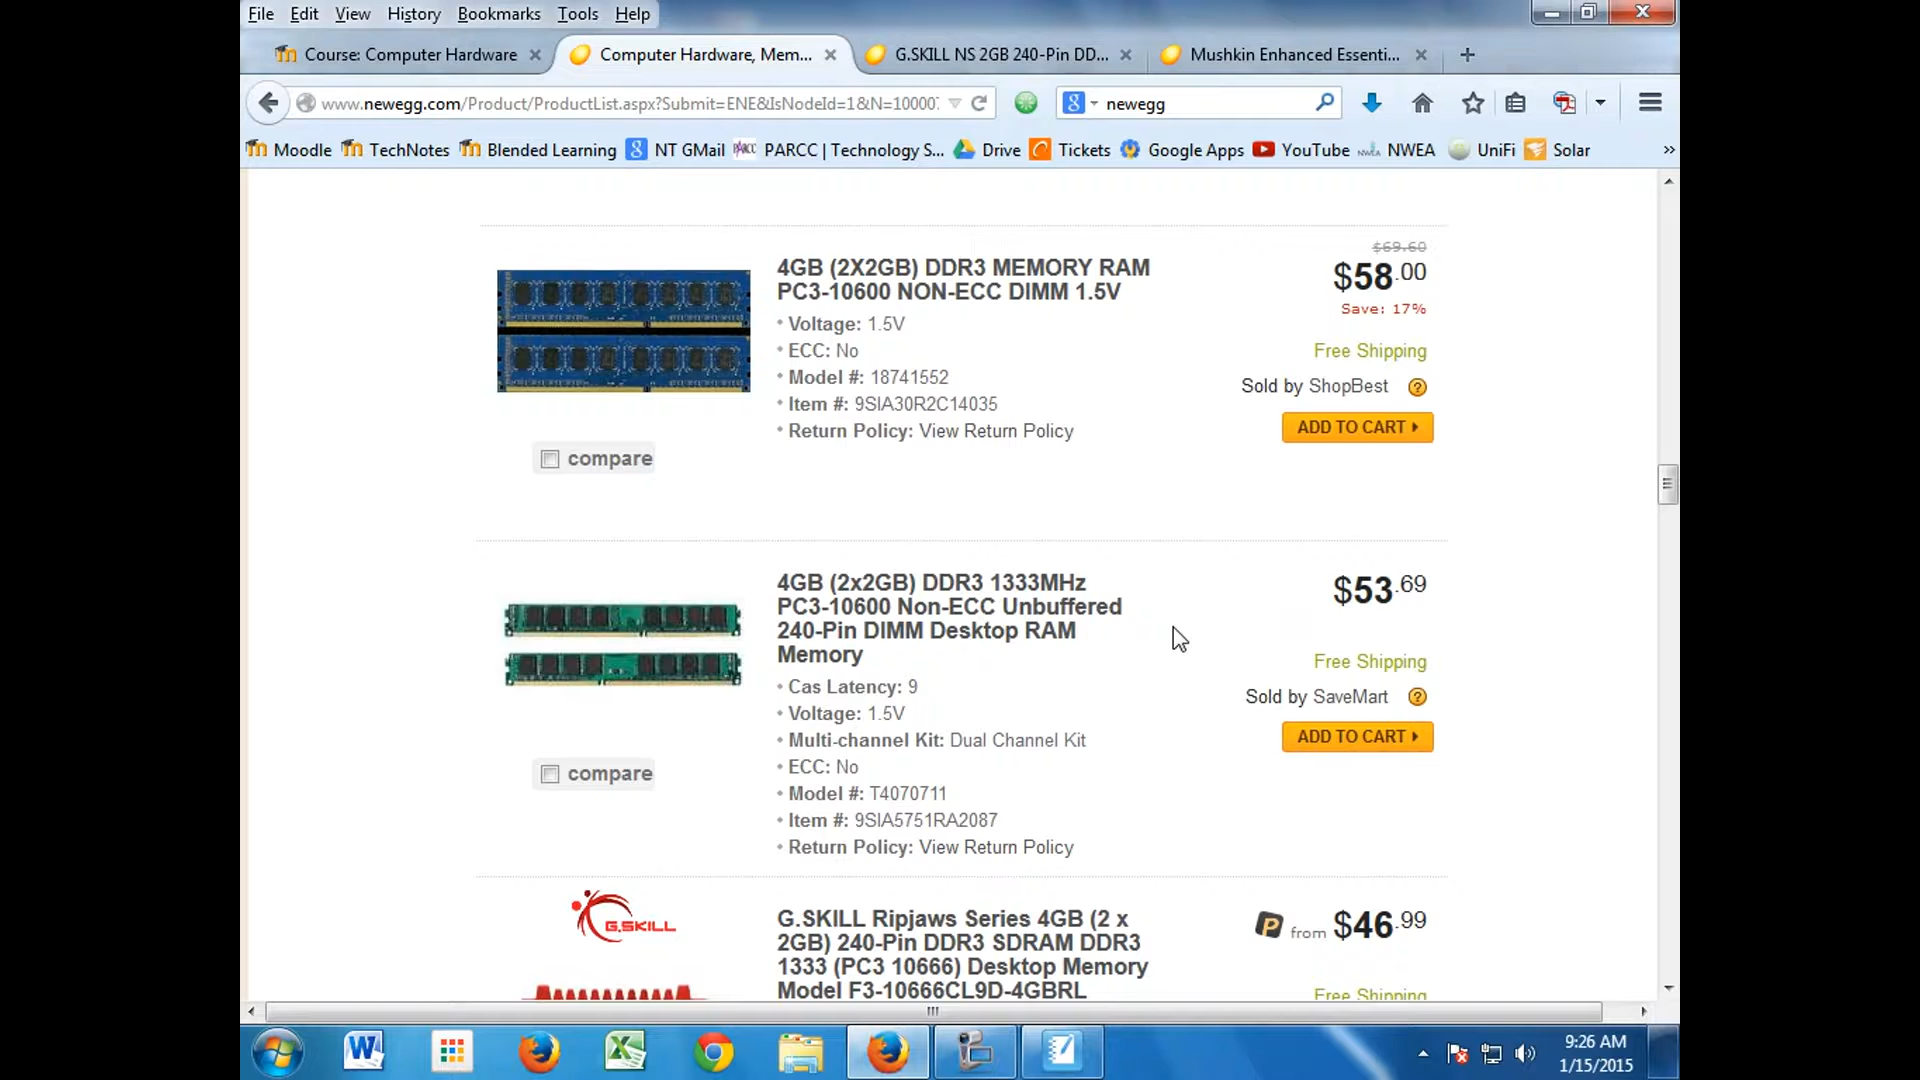 File Edit View History Bookmarks Tools Help
Course: Computer Hardware
Computer Hardware, Mem...
G.SKILL NS 2GB 240-Pin DD...
Mushkin Enhanced Essenti...
www.newegg.com/Product/ProductList.aspx?Submit=ENE&IsNodeId=1&N=10000
newegg
Moodle TechNotes Blended Learning NT GMail PARCC PARCC | Technology S... Drive Tickets Google Apps YouTube NWEA NWEA UniFi Solar »
4GB (2X2GB) DDR3 MEMORY RAM
PC3-10600 NON-ECC DIMM 1.5V
Voltage: 1.5V
ECC: No
Model #: 18741552
Item #: 9SIA30R2C14035
Return Policy: View Return Policy
compare
$69.60
$58.00
Save: 17%
Free Shipping
Sold by ShopBest ?
ADD TO CART
4GB (2x2GB) DDR3 1333MHz
PC3-10600 Non-ECC Unbuffered
240-Pin DIMM Desktop RAM
Memory
Cas Latency: 9
Voltage: 1.5V
Multi-channel Kit: Dual Channel Kit
ECC: No
Model #: T4070711
Item #: 9SIA5751RA2087
Return Policy: View Return Policy
compare
$53.69
Free Shipping
Sold by SaveMart ?
ADD TO CART
G.SKILL
G.SKILL Ripjaws Series 4GB (2 x
2GB) 240-Pin DDR3 SDRAM DDR3
1333 (PC3 10666) Desktop Memory
Model F3-10666CL9D-4GBRL
P from $46.99
Free Shipping
9:26 AM
1/15/2015